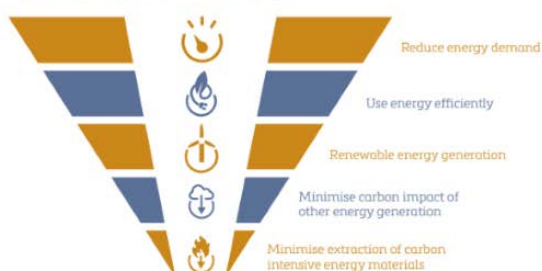 Reduce energy demand
Use energy efficiently
Renewable energy generation
Minimise carbon impact of
other energy generation
Minimise extraction of carbon
intensive energy materials